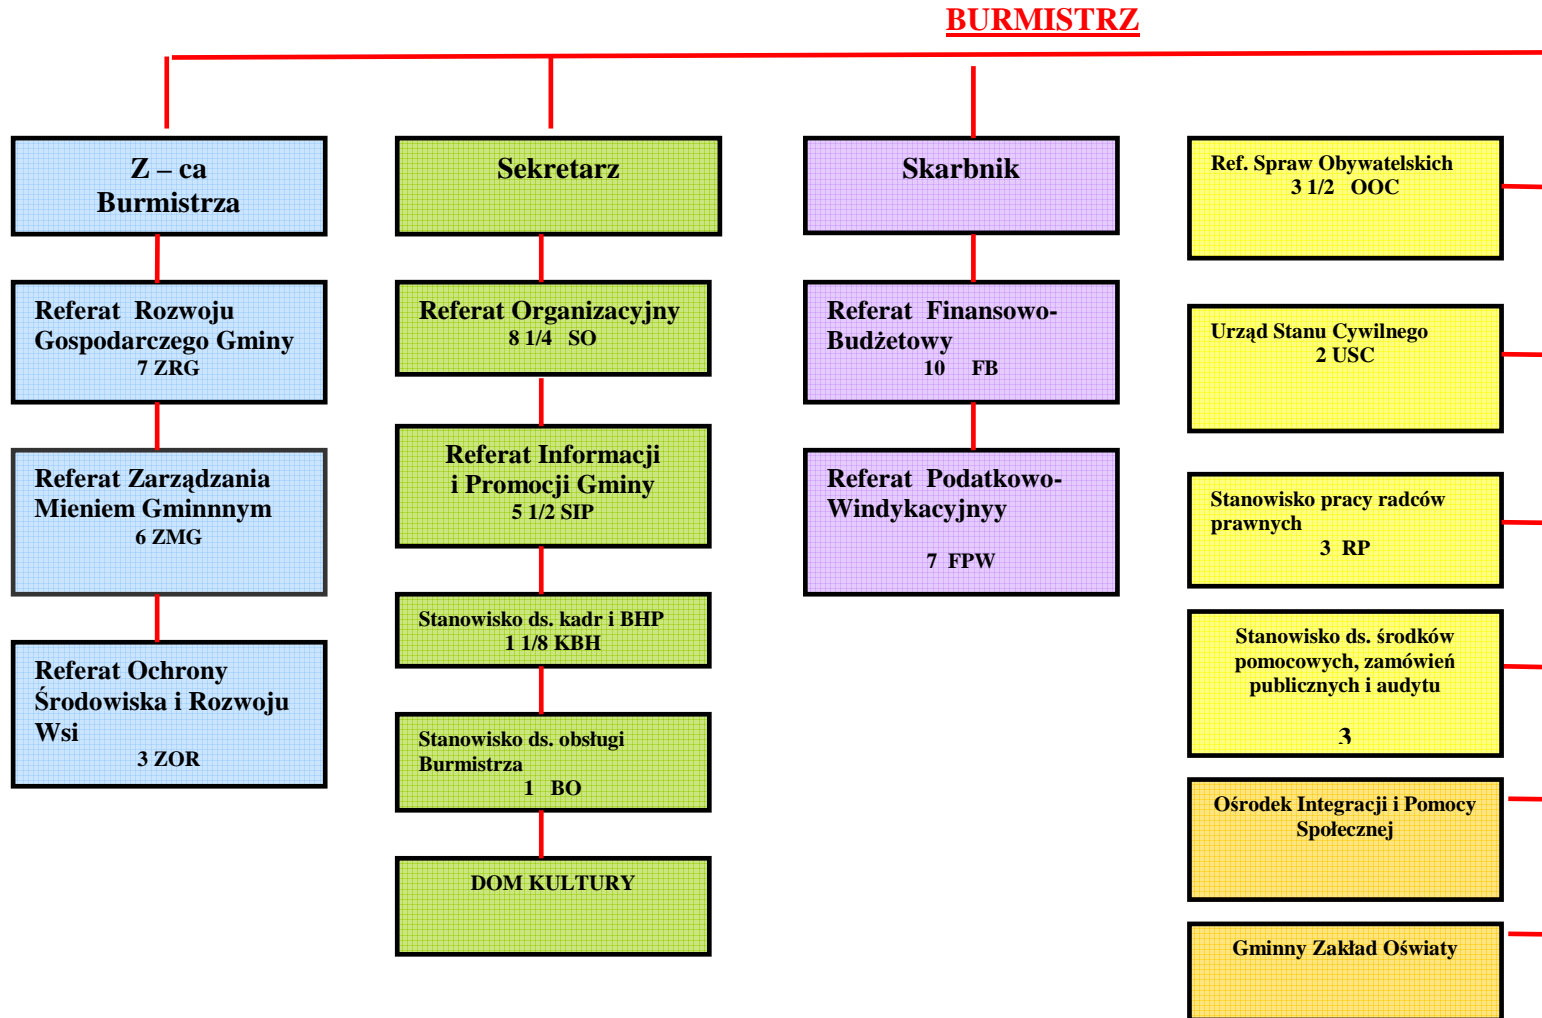 BURMISTRZ
Z – ca
Burmistrza
Referat Rozwoju
Gospodarczego Gminy
7 ZRG
Referat Zarządzania
Mieniem Gminnnym
6 ZMG
Referat Ochrony
Środowiska i Rozwoju
Wsi
3 ZOR
Sekretarz
Referat Organizacyjny
8 1/4 SO
Referat Informacji
i Promocji Gminy
5 1/2 SIP
Stanowisko ds. kadr i BHP
1 1/8 KBH
Stanowisko ds. obsługi
Burmistrza
1 BO
DOM KULTURY
Skarbnik
Referat Finansowo-
Budżetowy
10 FB
Referat Podatkowo-
Windykacyjnyy
7 FPW
Ref. Spraw Obywatelskich
3 1/2 OOC
Urząd Stanu Cywilnego
2 USC
Stanowisko pracy radców
prawnych
3 RP
Stanowisko ds. środków
pomocowych, zamówień
publicznych i audytu
3
Ośrodek Integracji i Pomocy
Społecznej
Gminny Zakład Oświaty